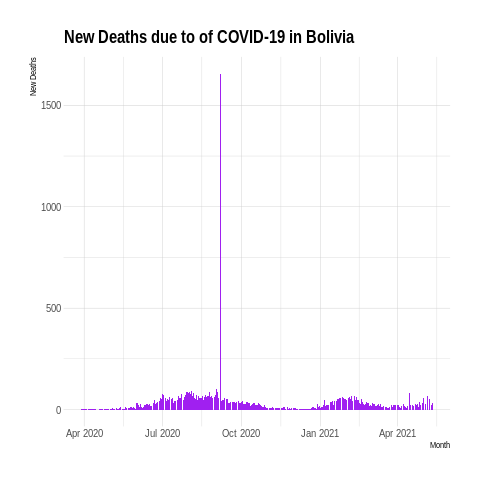 New Deaths due to of COVID-19 in Bolivia
New Deaths
1500
1000
500
0
Apr 2020 Jul 2020 Oct 2020 Jan 2021 Apr 2021
Month